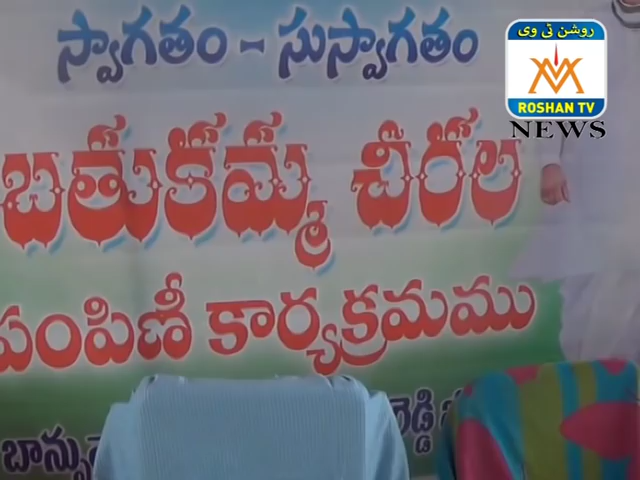 స్వాగతం - సుస్వాగతం
روشن ٹی وی
ROSHAN TV
NEWS
బతుకమ్మ చీరల
పంపిణీ కార్యక్రమము